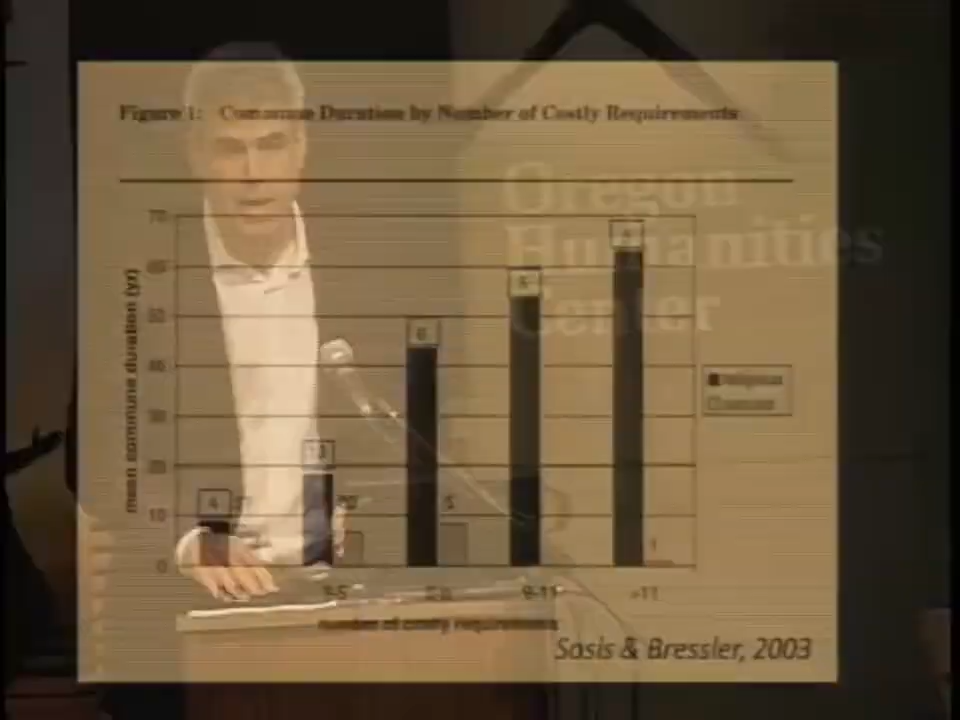 Figure 1: Commune Duration by Number of Costly Requirements
Oregon
Humanities
Center
mean commune duration (yr)
70
60
50
40
30
20
10
0
4
6
5
5
1
1-5
6-8
9-11
>11
number of costly requirements
religious
secular
Sosis & Bressler, 2003